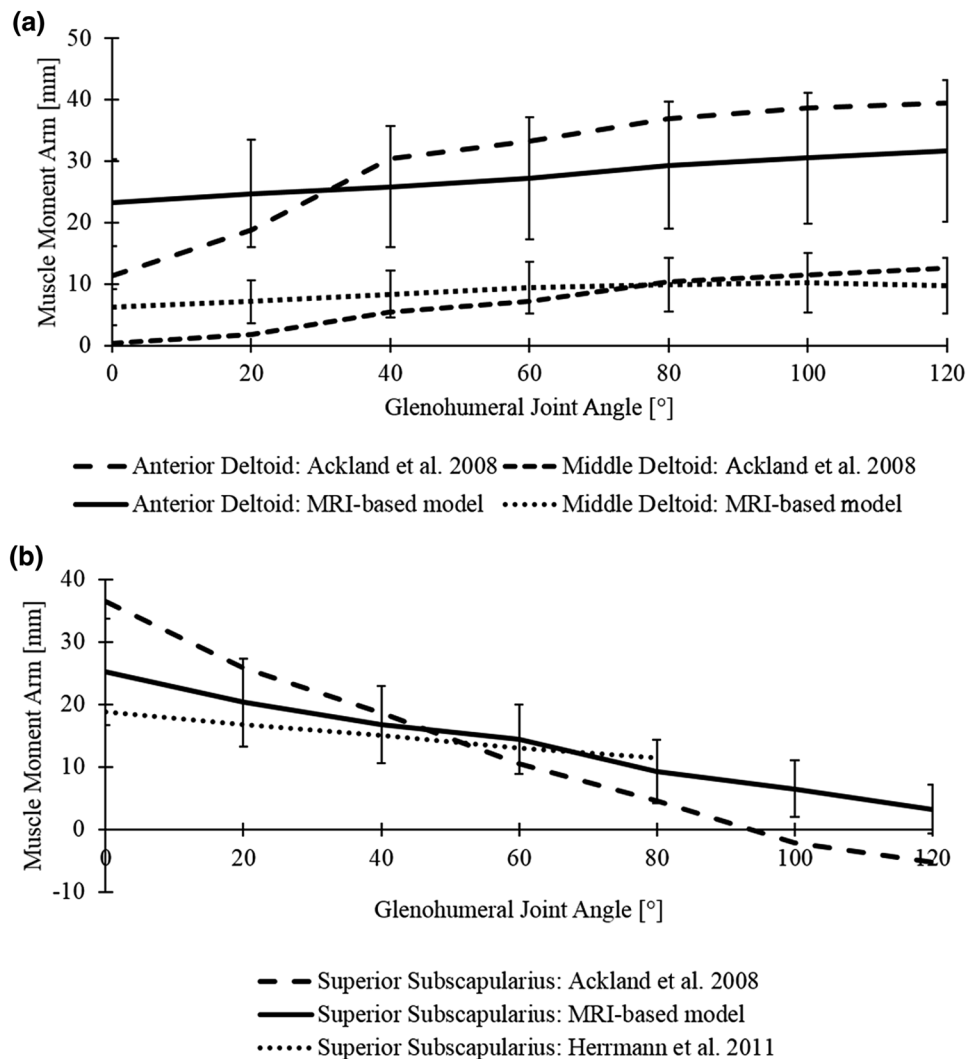 (a)
Muscle Moment Arm [mm]
50
40
30
20
10
0
0 20 40 60 80 100 120
Glenohumeral Joint Angle [°]
Anterior Deltoid: Ackland et al. 2008 Middle Deltoid: Ackland et al. 2008
Anterior Deltoid: MRI-based model Middle Deltoid: MRI-based model
(b)
Muscle Moment Arm [mm]
40
30
20
10
0
-10
0 20 40 60 80 100 120
Glenohumeral Joint Angle [°]
Superior Subscapularius: Ackland et al. 2008
Superior Subscapularius: MRI-based model
Superior Subscapularius: Herrmann et al. 2011